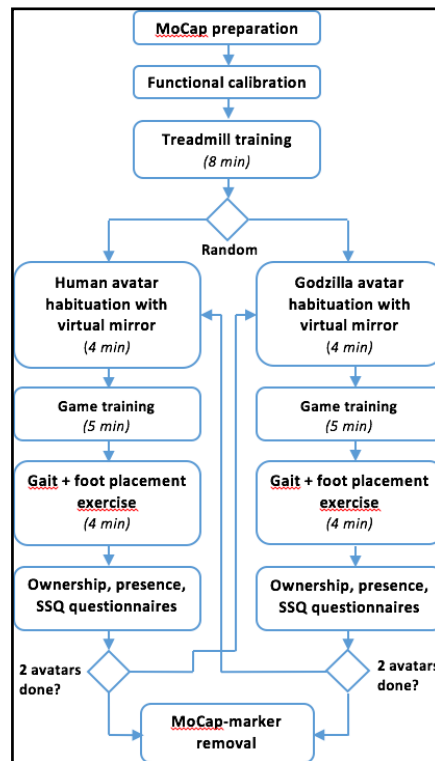 MoCap preparation
Functional calibration
Treadmill training
(8 min)
Random
Human avatar
habituation with
virtual mirror
(4 min)
Game training
(5 min)
Gait + foot placement
exercise
(4 min)
Ownership, presence,
SSQ questionnaires
2 avatars
done?
Godzilla avatar
habituation with
virtual mirror
(4 min)
Game training
(5 min)
Gait + foot placement
exercise
(4 min)
Ownership, presence,
SSQ questionnaires
2 avatars
done?
MoCap-marker
removal